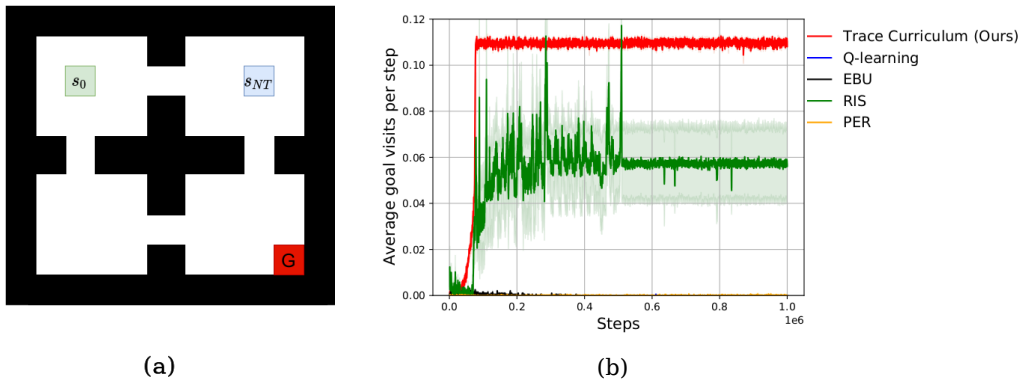 s₀
s_NT
G
(a)
Average goal visits per step
0.12
0.10
0.08
0.06
0.04
0.02
0.00
0.0 0.2 0.4 0.6 0.8 1.0
1e6
Steps
Trace Curriculum (Ours)
Q-learning
EBU
RIS
PER
(b)